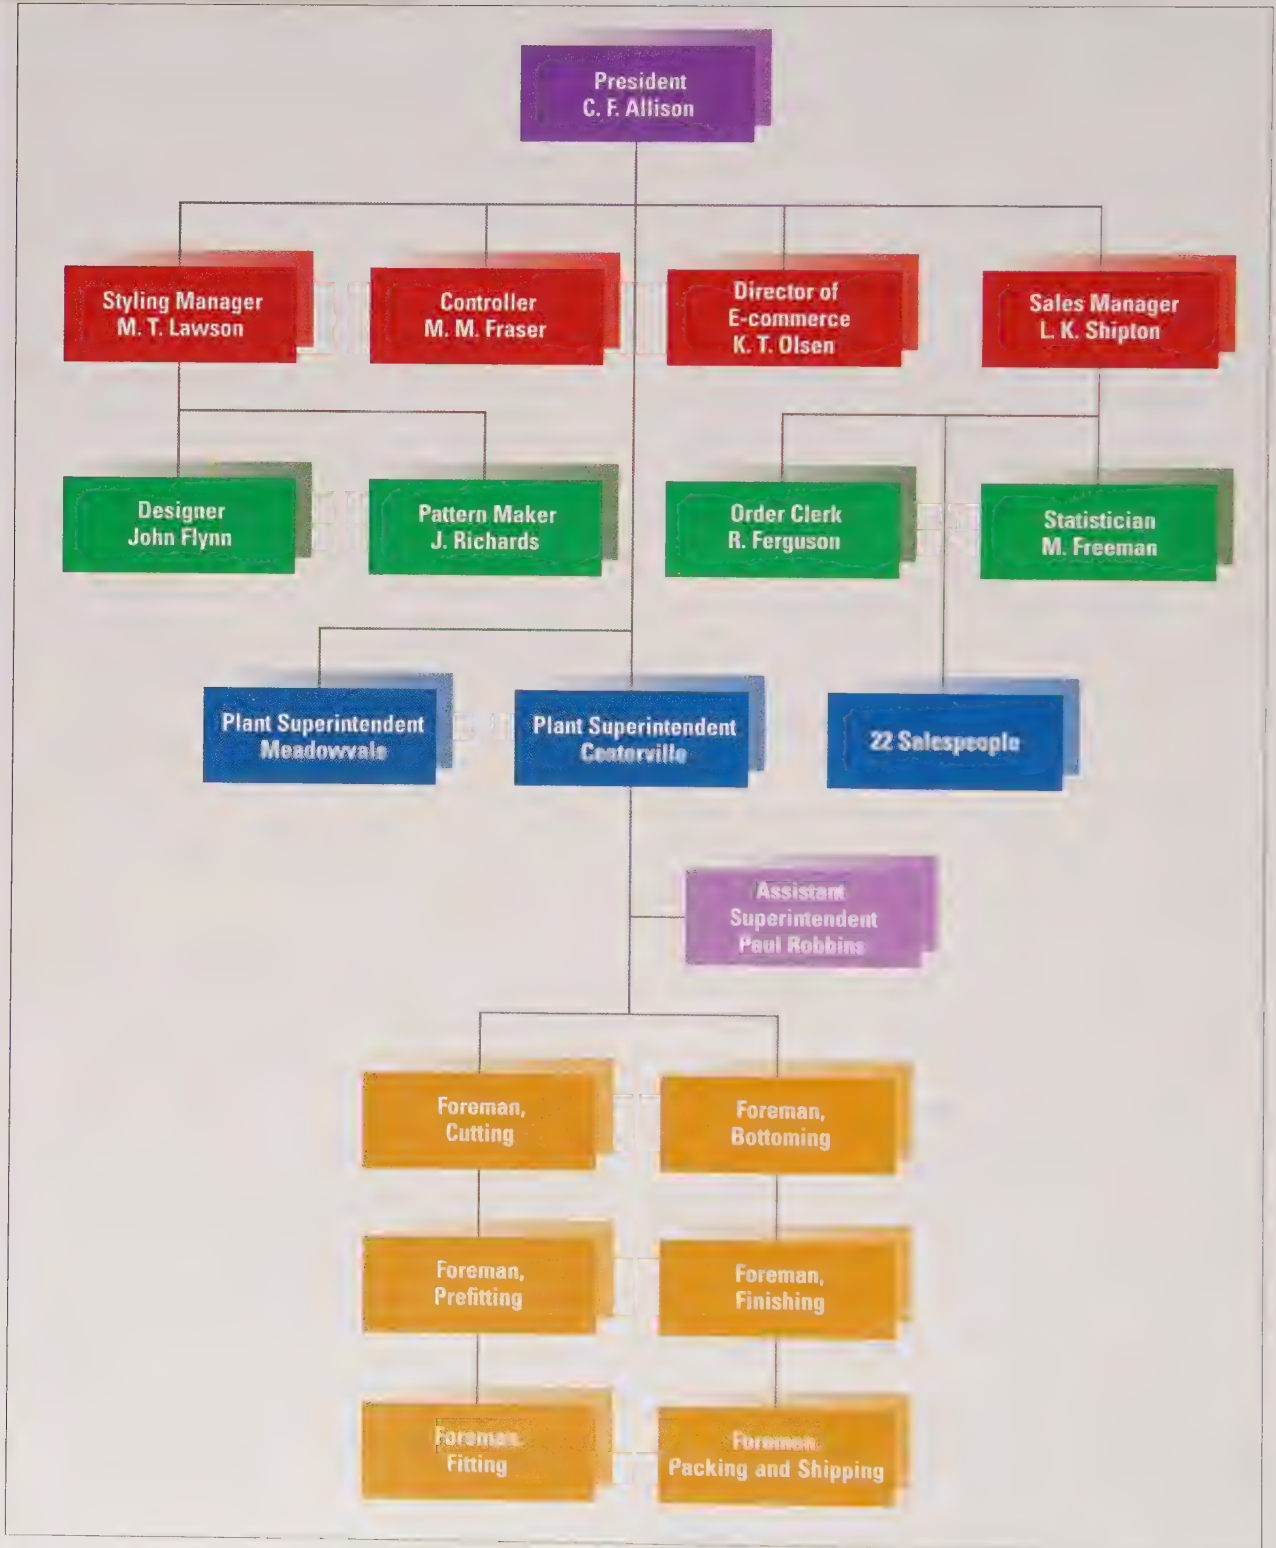 President
C. F. Allison
Styling Manager
M. T. Lawson
Controller
M. M. Fraser
Director of
E-commerce
K. T. Olsen
Sales Manager
L. K. Shipton
Designer
John Flynn
Pattern Maker
J. Richards
Order Clerk
R. Ferguson
Statistician
M. Freeman
Plant Superintendent
Meadowvale
Plant Superintendent
Centerville
22 Salespeople
Assistant
Superintendent
Paul Robbins
Foreman,
Cutting
Foreman,
Bottoming
Foreman,
Prefitting
Foreman,
Finishing
Foreman,
Fitting
Foreman,
Packing and Shipping